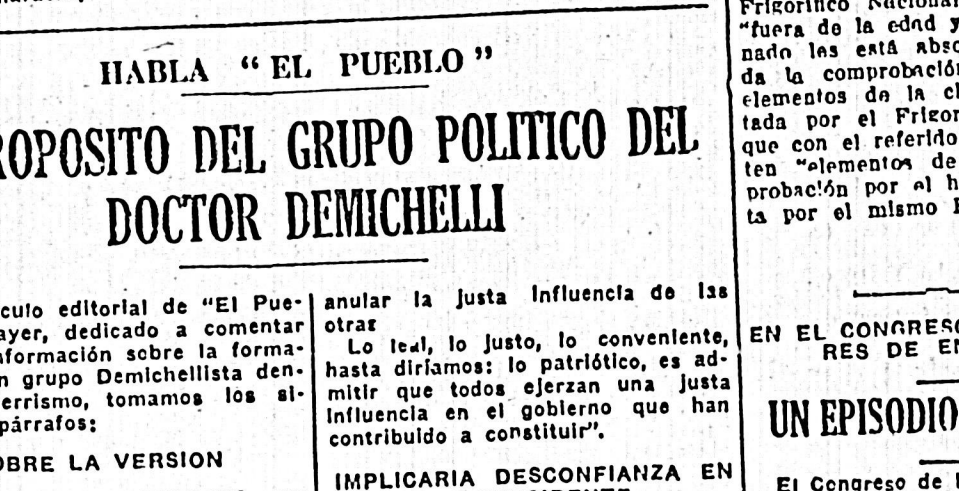 HABLA "EL PUEBLO"
ROPOSITO DEL GRUPO POLITICO DEL
DOCTOR DEMICHELLI
culo editorial de "El Pue-
ayer, dedicado a comentar
nformación sobre la forma-
n grupo Demichellista den-
errismo, tomamos los si-
párrafos:
OBRE LA VERSION
anular la justa influencia de las
otras
Lo leal, lo justo, lo conveniente,
hasta diríamos: lo patriótico, es ad-
mitir que todos ejerzan una justa
influencia en el gobierno que han
contribuido a constituir".
IMPLICARIA DESCONFIANZA EN
Frigorífico Nacional
"fuera de la edad y
nado les está abso
da la comprobación
elementos de la cl
tada por el Frigor
que con el referido
ten "elementos de
probación por el h
ta por el mismo F
EN EL CONGRESO
RES DE EN
UN EPISODIO
El Congreso de